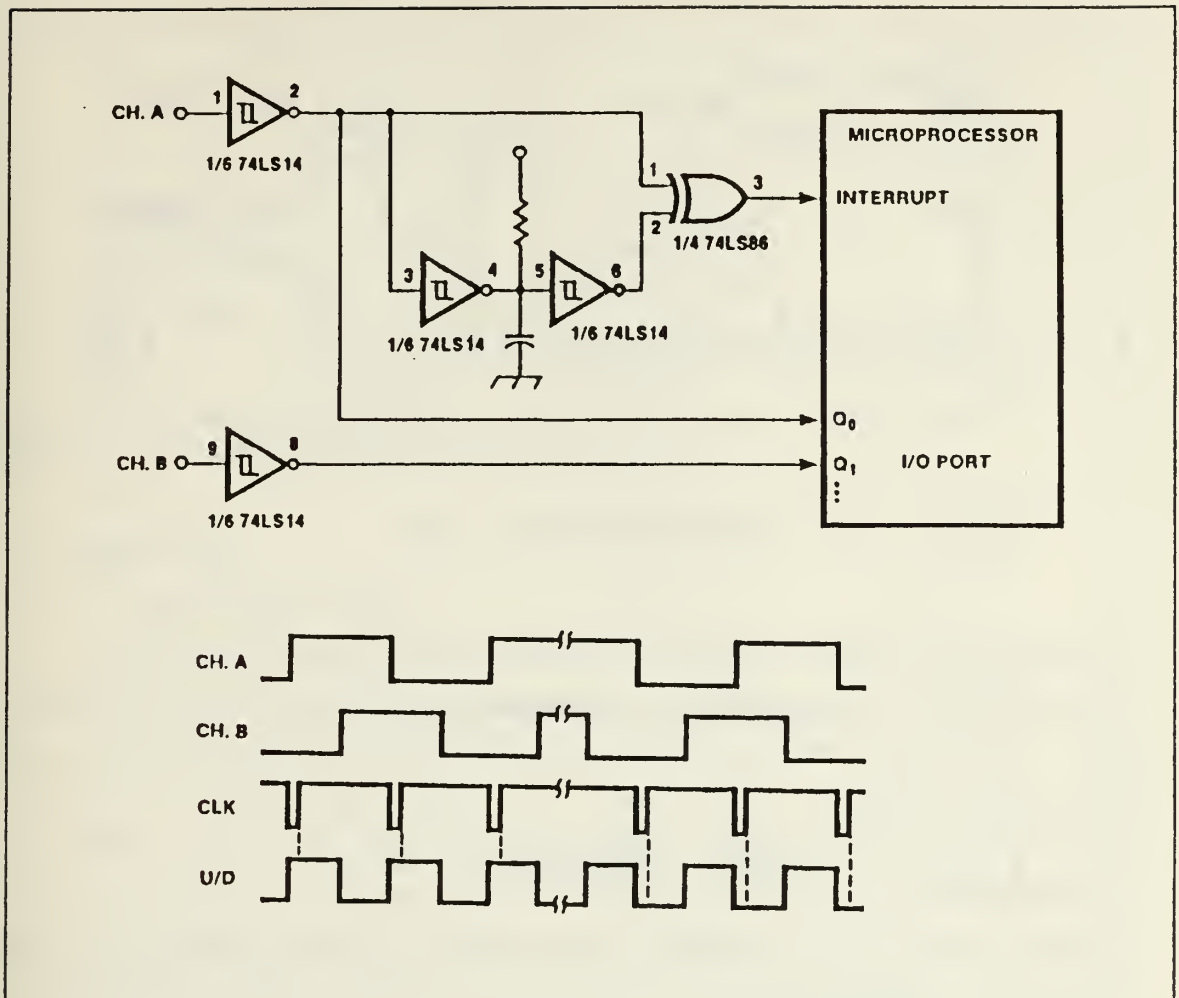 CH. A
1
2
1/6 74LS14
3
4
1/6 74LS14
5
6
1/6 74LS14
1
2
3
1/4 74LS86
MICROPROCESSOR
INTERRUPT
Q0
Q1
I/O PORT
CH. B
9
8
1/6 74LS14
CH. A
CH. B
CLK
U/D